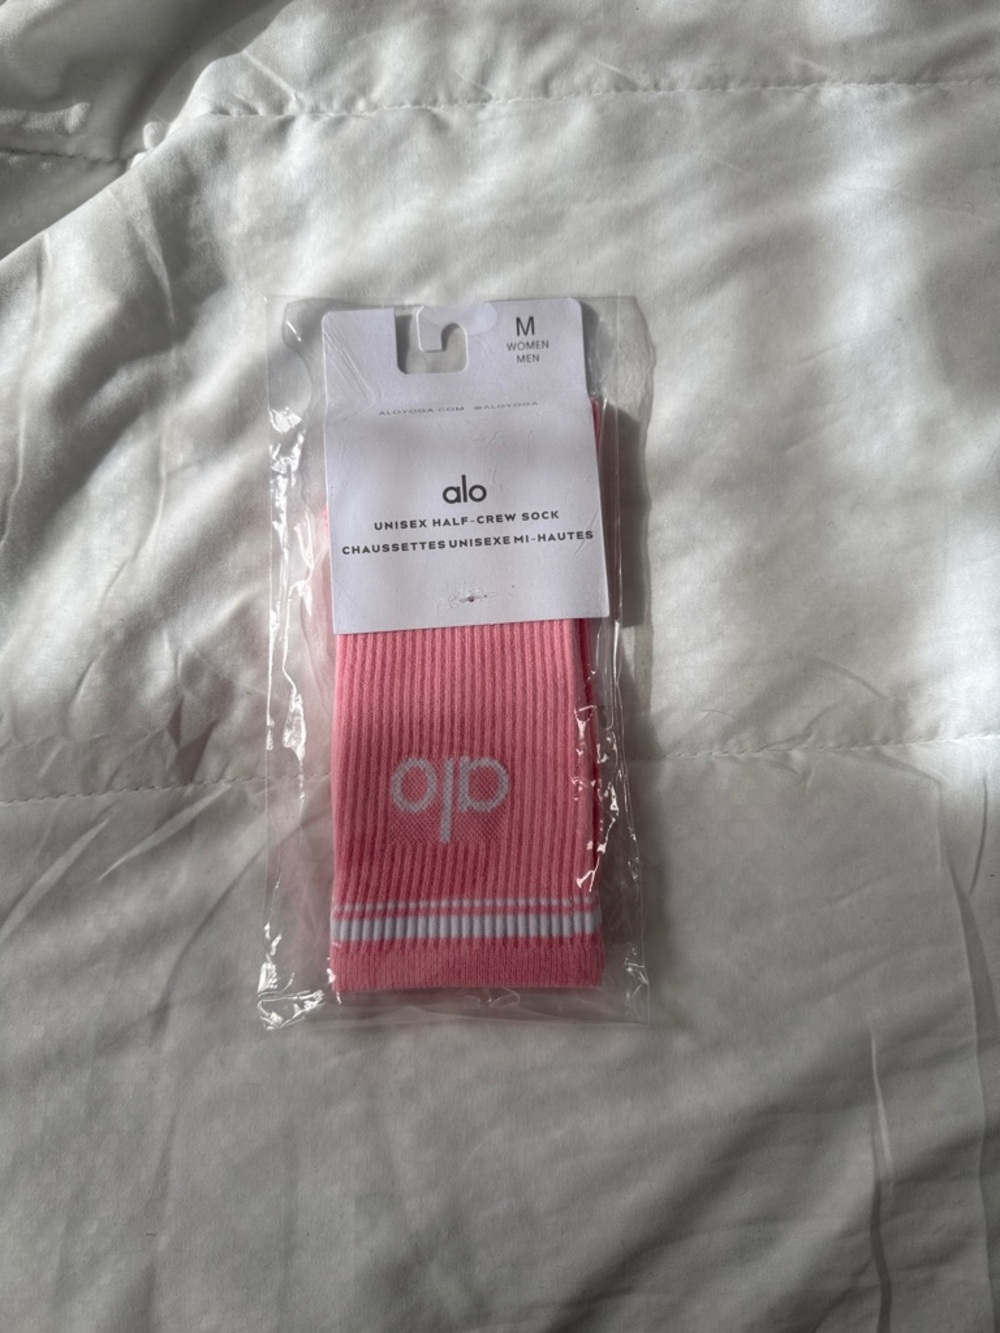 M
WOMEN
MEN
ALOYOGA.COM @ALOYOGA
alo
UNISEX HALF-CREW SOCK
CHAUSSETTES UNISEXE MI-HAUTES
alo